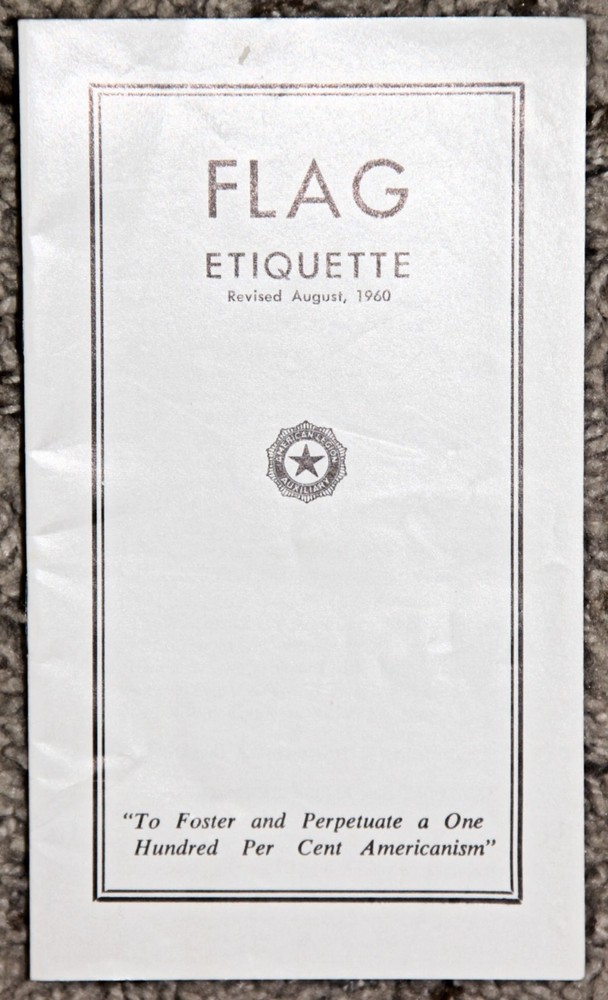 FLAG
ETIQUETTE
Revised August, 1960
AMERICAN LEGION
AUXILIARY
"To Foster and Perpetuate a One
Hundred Per Cent Americanism"